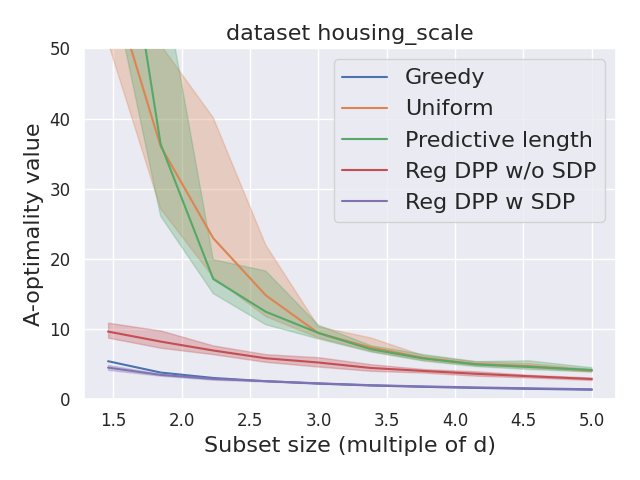 dataset housing_scale
A-optimality value
50
40
30
20
10
0
Greedy
Uniform
Predictive length
Reg DPP w/o SDP
Reg DPP w SDP
1.5 2.0 2.5 3.0 3.5 4.0 4.5 5.0
Subset size (multiple of d)